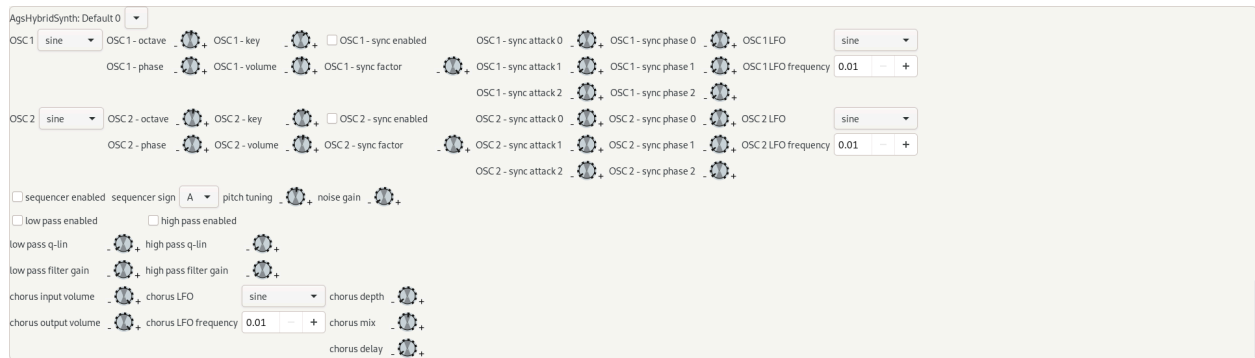 AgsHybridSynth: Default 0
OSC 1 sine OSC 1 - octave - + OSC 1 - key - + OSC 1 - sync enabled OSC 1 - sync attack 0 - + OSC 1 - sync phase 0 - + OSC 1 LFO sine
OSC 1 - phase - + OSC 1 - volume - + OSC 1 - sync factor - + OSC 1 - sync attack 1 - + OSC 1 - sync phase 1 - + OSC 1 LFO frequency 0.01 - +
OSC 1 - sync attack 2 - + OSC 1 - sync phase 2 - +
OSC 2 sine OSC 2 - octave - + OSC 2 - key - + OSC 2 - sync enabled OSC 2 - sync attack 0 - + OSC 2 - sync phase 0 - + OSC 2 LFO sine
OSC 2 - phase - + OSC 2 - volume - + OSC 2 - sync factor - + OSC 2 - sync attack 1 - + OSC 2 - sync phase 1 - + OSC 2 LFO frequency 0.01 - +
OSC 2 - sync attack 2 - + OSC 2 - sync phase 2 - +
sequencer enabled sequencer sign A pitch tuning - + noise gain - +
low pass enabled high pass enabled
low pass q-lin - + high pass q-lin - +
low pass filter gain - + high pass filter gain - +
chorus input volume - + chorus LFO sine chorus depth - +
chorus output volume - + chorus LFO frequency 0.01 - + chorus mix - +
chorus delay - +